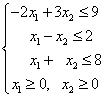 -2x₁+3x₂≤9
x₁-x₂≤2
x₁+ x₂≤8
x₁≥0, x₂≥0